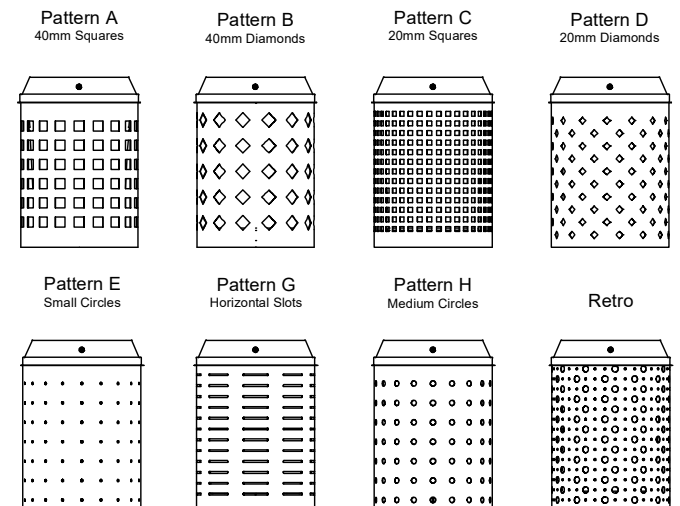 Pattern A
40mm Squares
Pattern B
40mm Diamonds
Pattern C
20mm Squares
Pattern D
20mm Diamonds
Pattern E
Small Circles
Pattern G
Horizontal Slots
Pattern H
Medium Circles
Retro